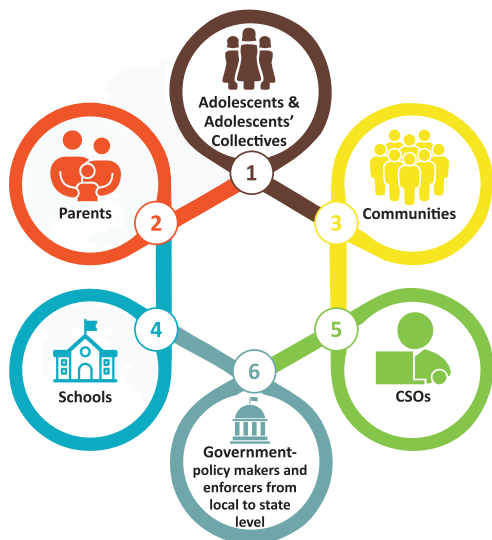 Adolescents &
Adolescents'
Collectives
1
Parents
2
Communities
3
Schools
4
CSOs
5
6
Government-
policy makers and
enforcers from
local to state
level